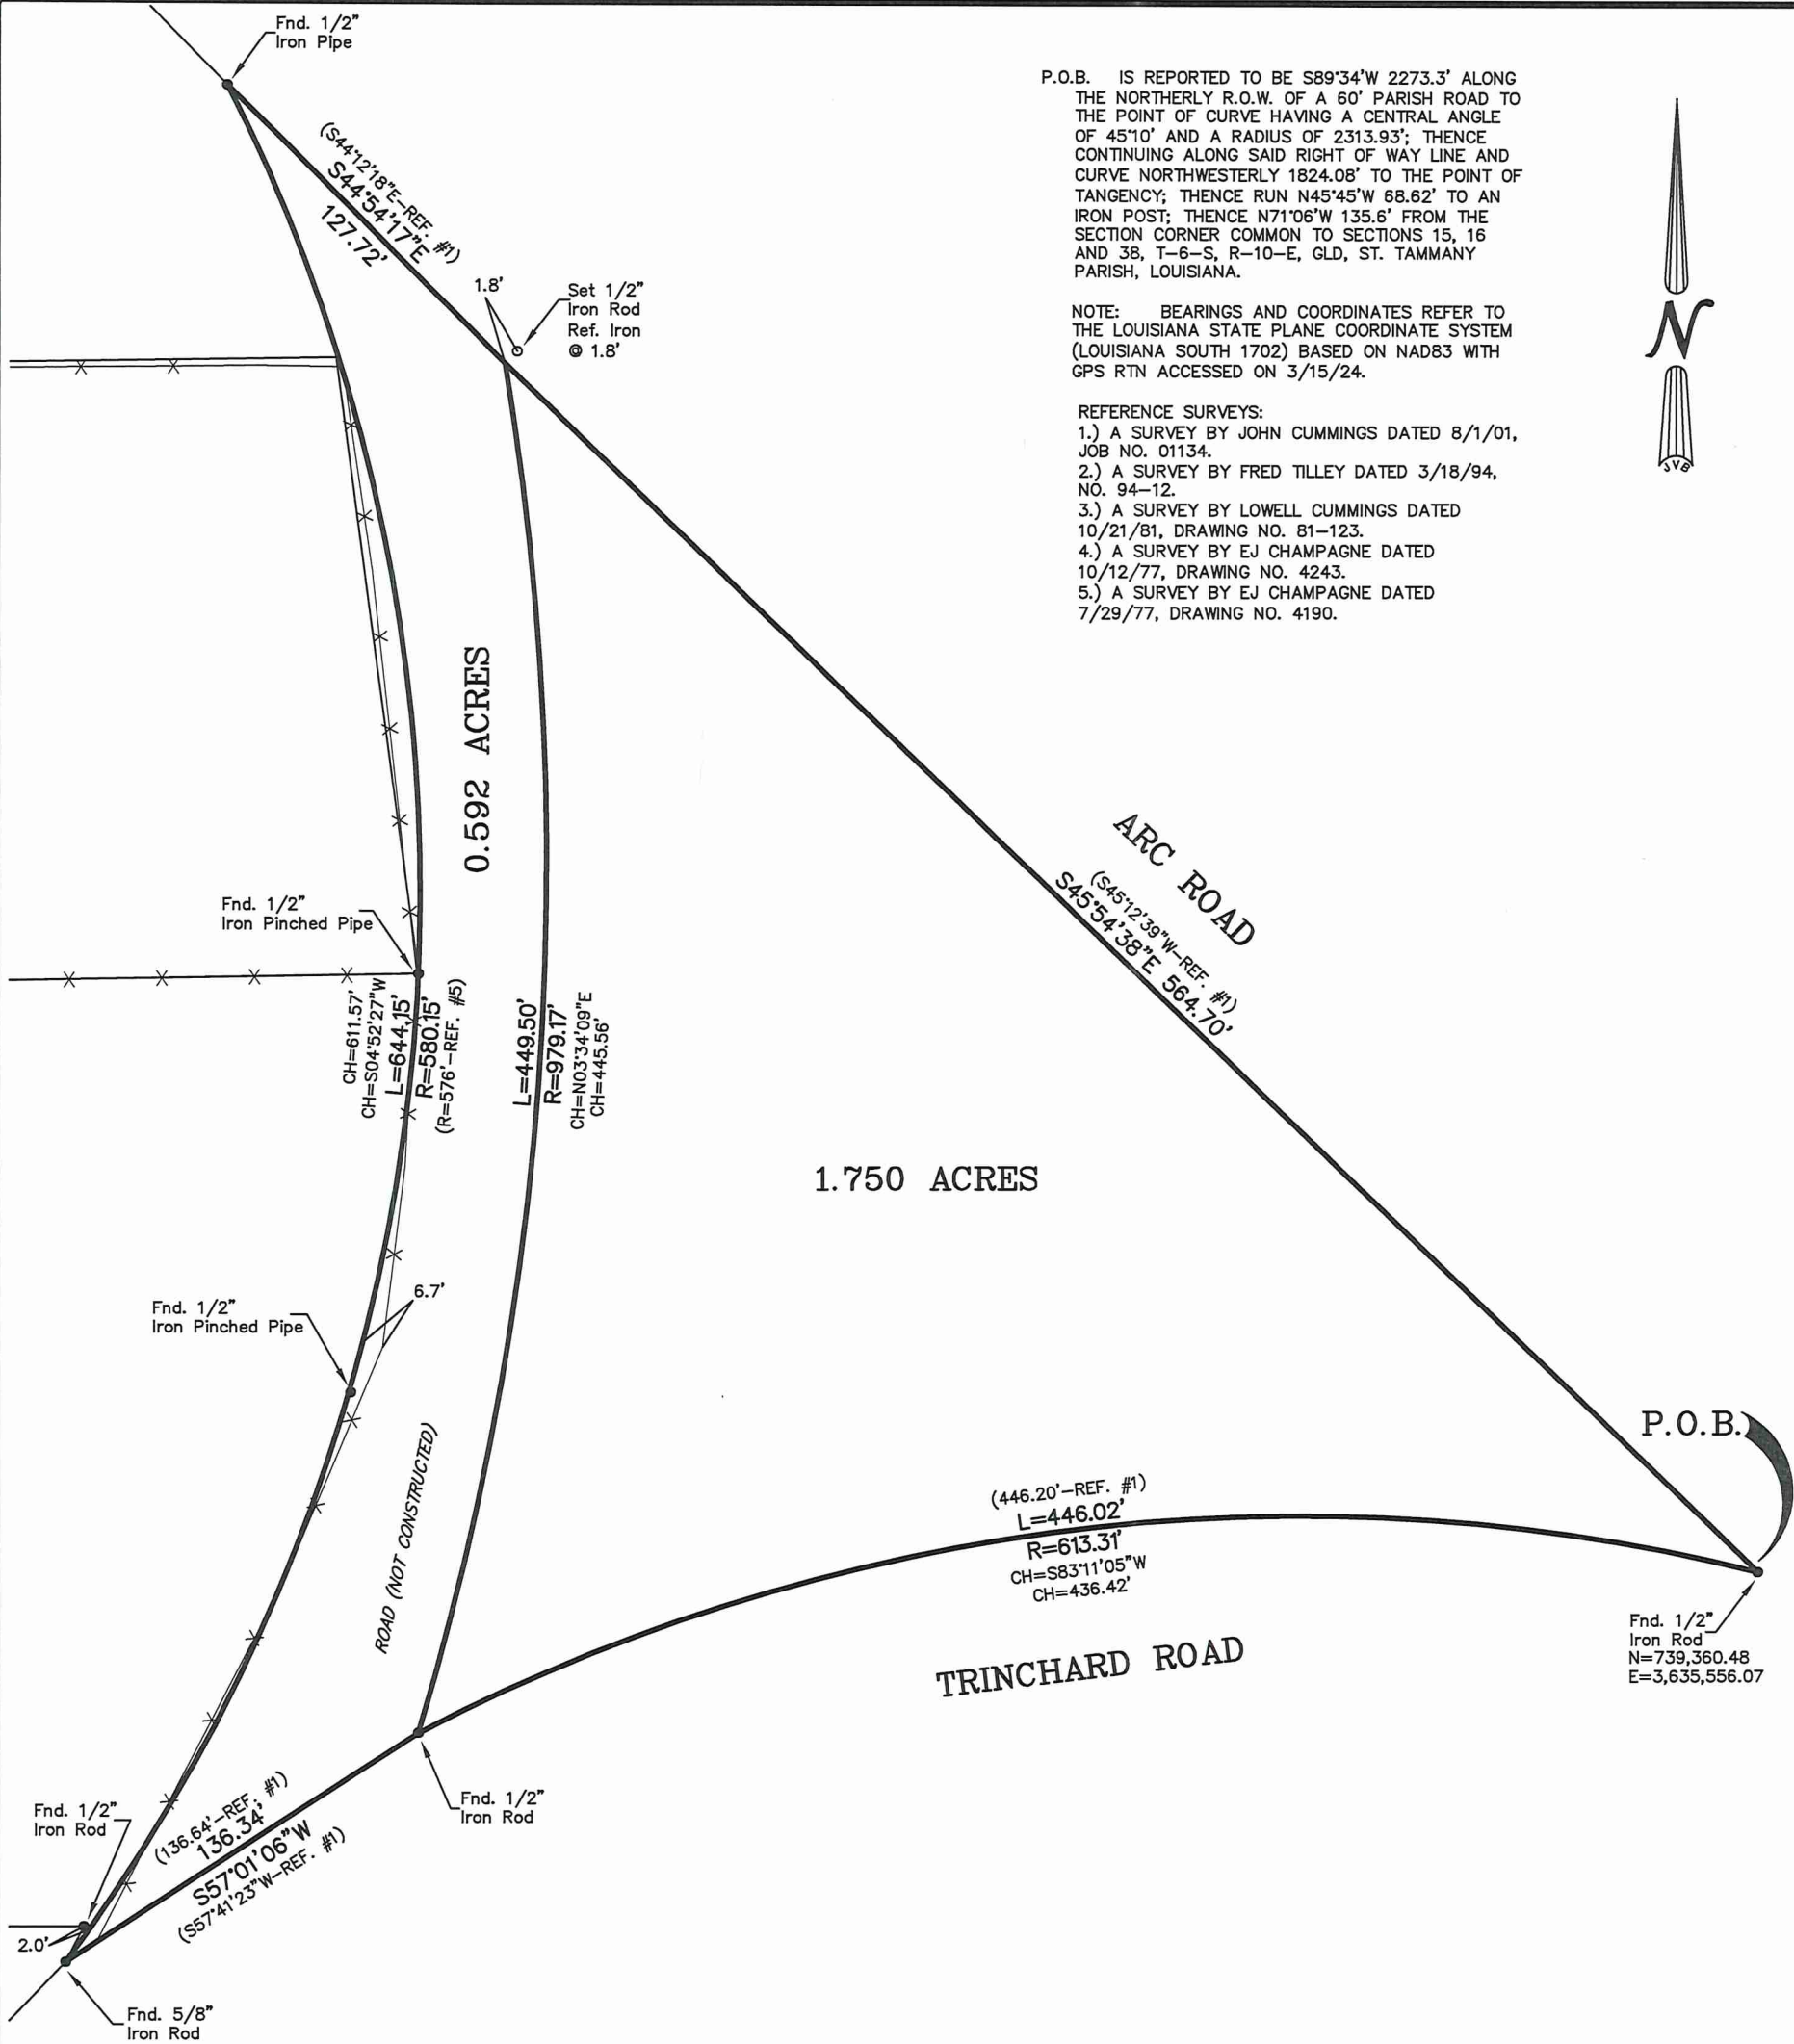 Fnd. 1/2"
Iron Pipe
P.O.B. IS REPORTED TO BE S89°34'W 2273.3' ALONG
THE NORTHERLY R.O.W. OF A 60' PARISH ROAD TO
THE POINT OF CURVE HAVING A CENTRAL ANGLE
OF 45°10' AND A RADIUS OF 2313.93'; THENCE
CONTINUING ALONG SAID RIGHT OF WAY LINE AND
CURVE NORTHWESTERLY 1824.08' TO THE POINT OF
TANGENCY; THENCE RUN N45°45'W 68.62' TO AN
IRON POST; THENCE N71°06'W 135.6' FROM THE
SECTION CORNER COMMON TO SECTIONS 15, 16
AND 38, T-6-S, R-10-E, GLD, ST. TAMMANY
PARISH, LOUISIANA.
NOTE: BEARINGS AND COORDINATES REFER TO
THE LOUISIANA STATE PLANE COORDINATE SYSTEM
(LOUISIANA SOUTH 1702) BASED ON NAD83 WITH
GPS RTN ACCESSED ON 3/15/24.
REFERENCE SURVEYS:
1.) A SURVEY BY JOHN CUMMINGS DATED 8/1/01,
JOB NO. 01134.
2.) A SURVEY BY FRED TILLEY DATED 3/18/94,
NO. 94-12.
3.) A SURVEY BY LOWELL CUMMINGS DATED
10/21/81, DRAWING NO. 81-123.
4.) A SURVEY BY EJ CHAMPAGNE DATED
10/12/77, DRAWING NO. 4243.
5.) A SURVEY BY EJ CHAMPAGNE DATED
7/29/77, DRAWING NO. 4190.
N
JVB
(S44°12'18"E-REF. #1)
S44°54'17"E
127.72'
1.8'
Set 1/2"
Iron Rod
Ref. Iron
@ 1.8'
0.592 ACRES
ARC ROAD
(S45°12'39"W-REF. #1)
S45°54'38"E 564.70'
Fnd. 1/2"
Iron Pinched Pipe
CH=611.57'
CH=S04°52'27"W
L=644.15'
R=580.15'
(R=576'-REF. #5)
L=449.50'
R=979.17'
CH=N03°34'09"E
CH=445.56'
1.750 ACRES
6.7'
Fnd. 1/2"
Iron Pinched Pipe
ROAD (NOT CONSTRUCTED)
P.O.B.
(446.20'-REF. #1)
L=446.02'
R=613.31'
CH=S83°11'05"W
CH=436.42'
TRINCHARD ROAD
Fnd. 1/2"
Iron Rod
N=739,360.48
E=3,635,556.07
Fnd. 1/2"
Iron Rod
Fnd. 1/2"
Iron Rod
(136.64'-REF. #1)
136.34'
S57°01'06"W
(S57°41'23"W-REF. #1)
2.0'
Fnd. 5/8"
Iron Rod